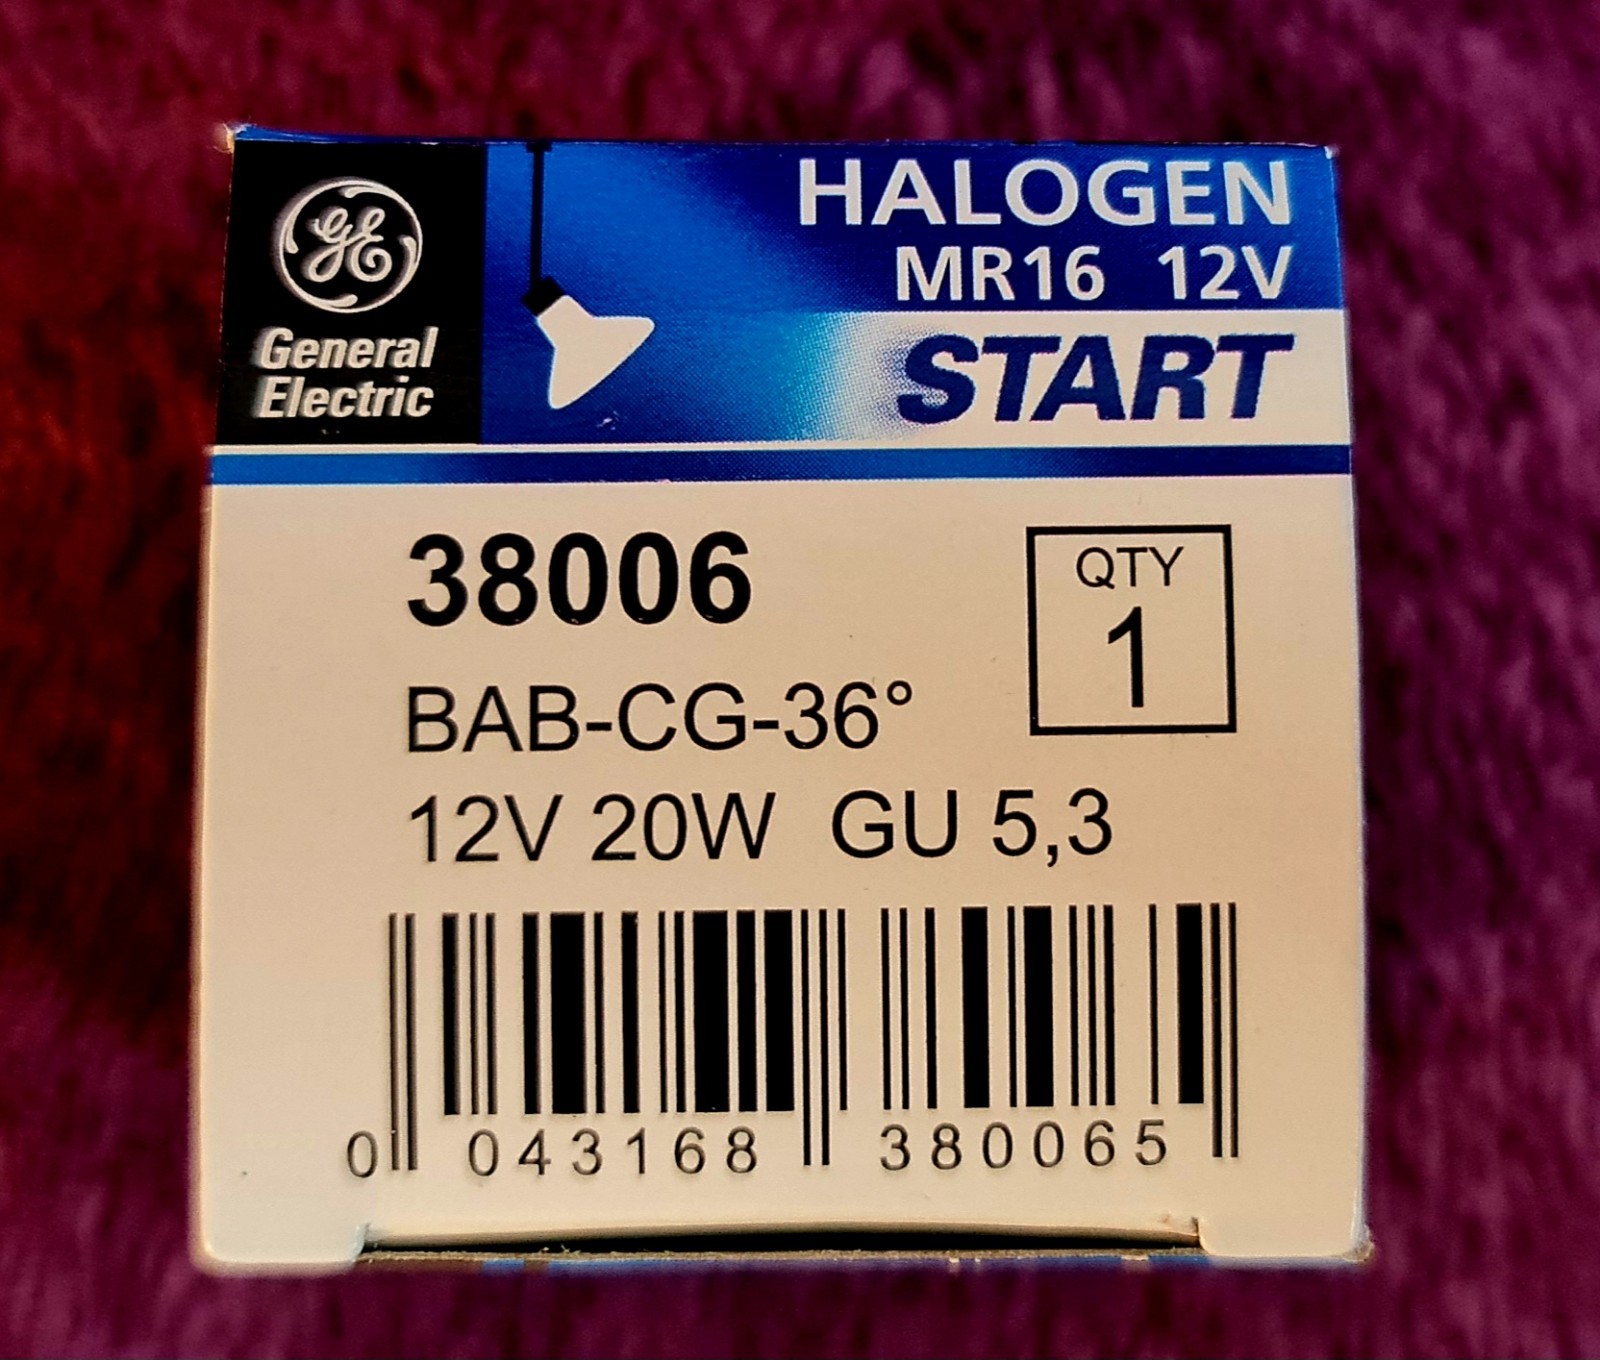 GE
General
Electric
HALOGEN
MR16 12V
START
38006
QTY
1
BAB-CG-36°
12V 20W GU 5,3
0 043168 380065